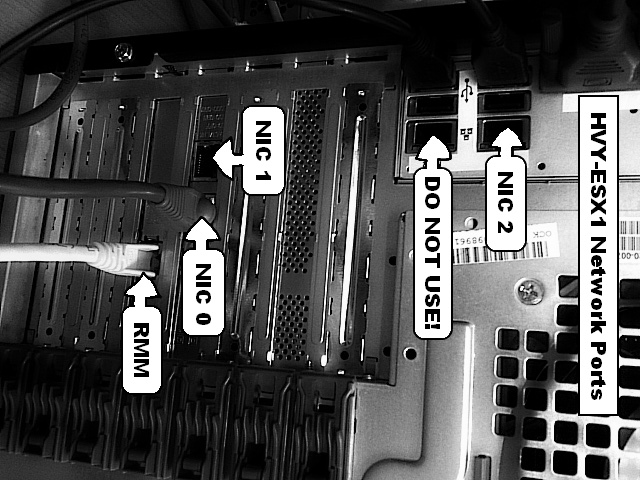 HVY-ESX1 Network Ports
NIC 2
DO NOT USE!
NIC 1
NIC 0
RMM